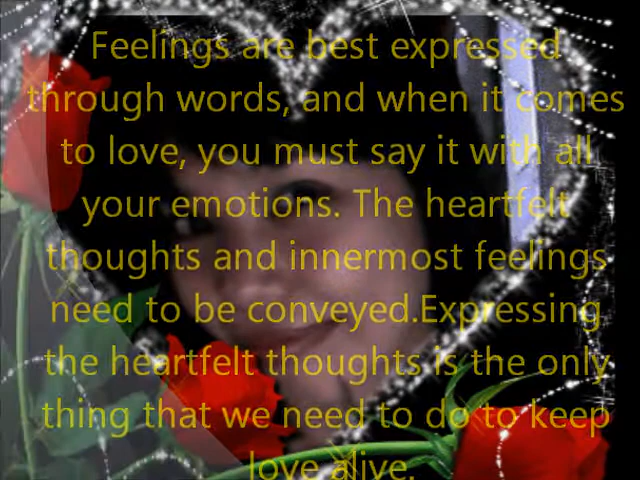 Feelings are best expressed
through words, and when it comes
to love, you must say it with all
your emotions. The heartfelt
thoughts and innermost feelings
need to be conveyed.Expressing
the heartfelt thoughts is the only
thing that we need to do to keep
love alive.